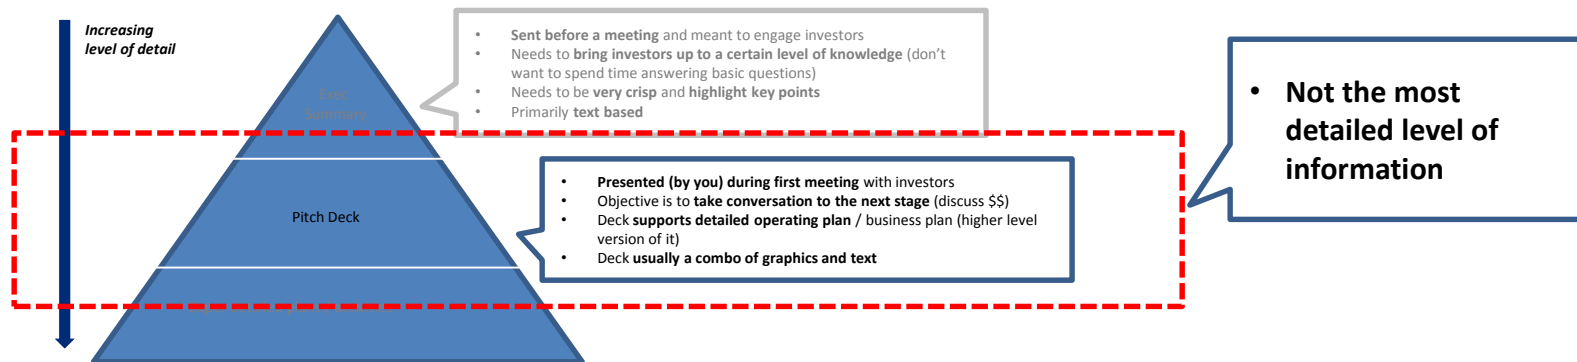 Increasing
level of detail
• Sent before a meeting and meant to engage investors
• Needs to bring investors up to a certain level of knowledge (don't
want to spend time answering basic questions)
• Needs to be very crisp and highlight key points
• Primarily text based
Exec
Summary
• Not the most
detailed level of
information
• Presented (by you) during first meeting with investors
• Objective is to take conversation to the next stage (discuss $$)
• Deck supports detailed operating plan / business plan (higher level
version of it)
• Deck usually a combo of graphics and text
Pitch Deck